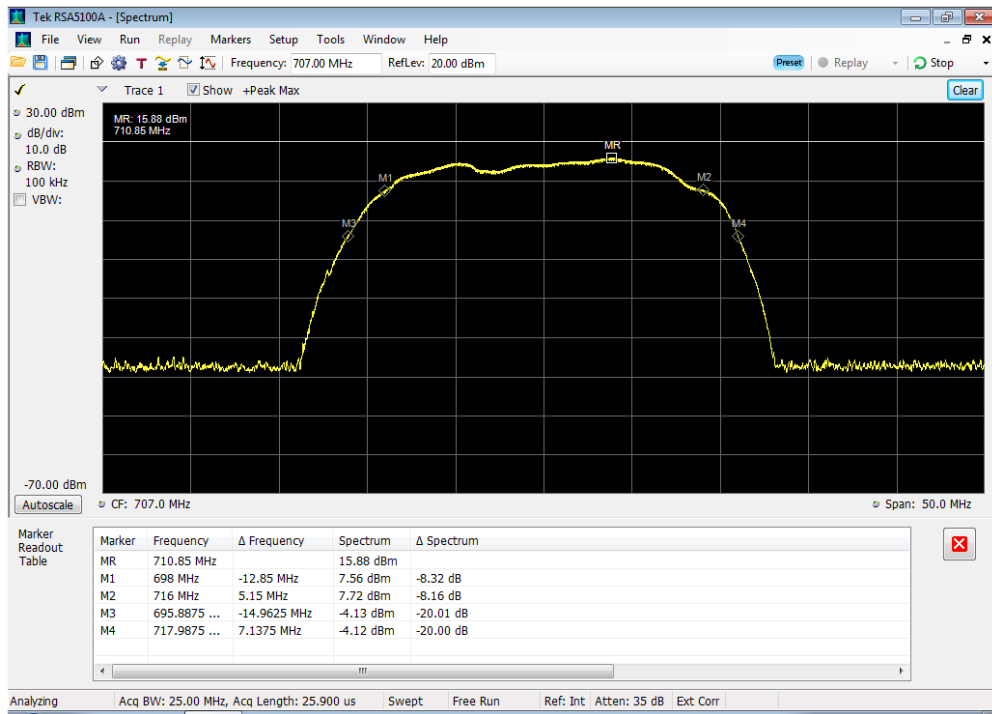 Tek RSA5100A - [Spectrum]
File View Run Replay Markers Setup Tools Window Help
T Frequency: 707.00 MHz RefLev: 20.00 dBm Preset Replay Stop
Trace 1 Show +Peak Max Clear
30.00 dBm
dB/div:
10.0 dB
RBW:
100 kHz
VBW:
MR: 15.88 dBm
710.85 MHz
MR
M1
M2
M3
M4
-70.00 dBm
Autoscale CF: 707.0 MHz Span: 50.0 MHz
Marker
Readout
Table
Marker Frequency Δ Frequency Spectrum Δ Spectrum
MR 710.85 MHz 15.88 dBm
M1 698 MHz -12.85 MHz 7.56 dBm -8.32 dB
M2 716 MHz 5.15 MHz 7.72 dBm -8.16 dB
M3 695.8875 ... -14.9625 MHz -4.13 dBm -20.01 dB
M4 717.9875 ... 7.1375 MHz -4.12 dBm -20.00 dB
Analyzing Acq BW: 25.00 MHz, Acq Length: 25.900 us Swept Free Run Ref: Int Atten: 35 dB Ext Corr